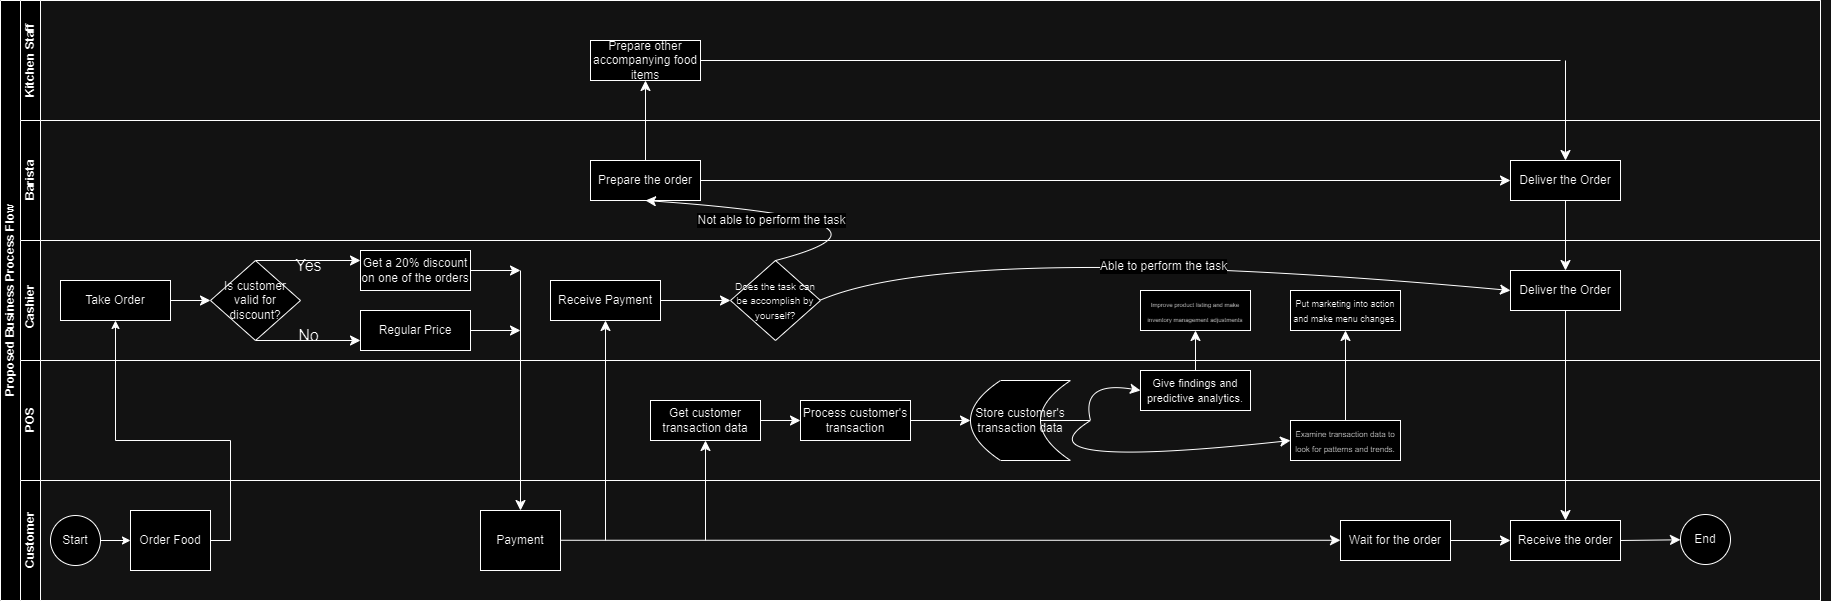 Proposed Business Process Flow
Kitchen Staff
Prepare other
accompanying food
items
Barista
Prepare the order
Deliver the Order
Not able to perform the task
Cashier
Take Order
Is customer
valid for
discount?
Yes
No
Get a 20% discount
on one of the orders
Regular Price
Receive Payment
Does the task can
be accomplish by
yourself?
Able to perform the task
Improve product listing and make
inventory management adjustments
Put marketing into action
and make menu changes.
Deliver the Order
POS
Get customer
transaction data
Process customer's
transaction
Store customer's
transaction data
Give findings and
predictive analytics.
Examine transaction data to
look for patterns and trends.
Customer
Start
Order Food
Payment
Wait for the order
Receive the order
End